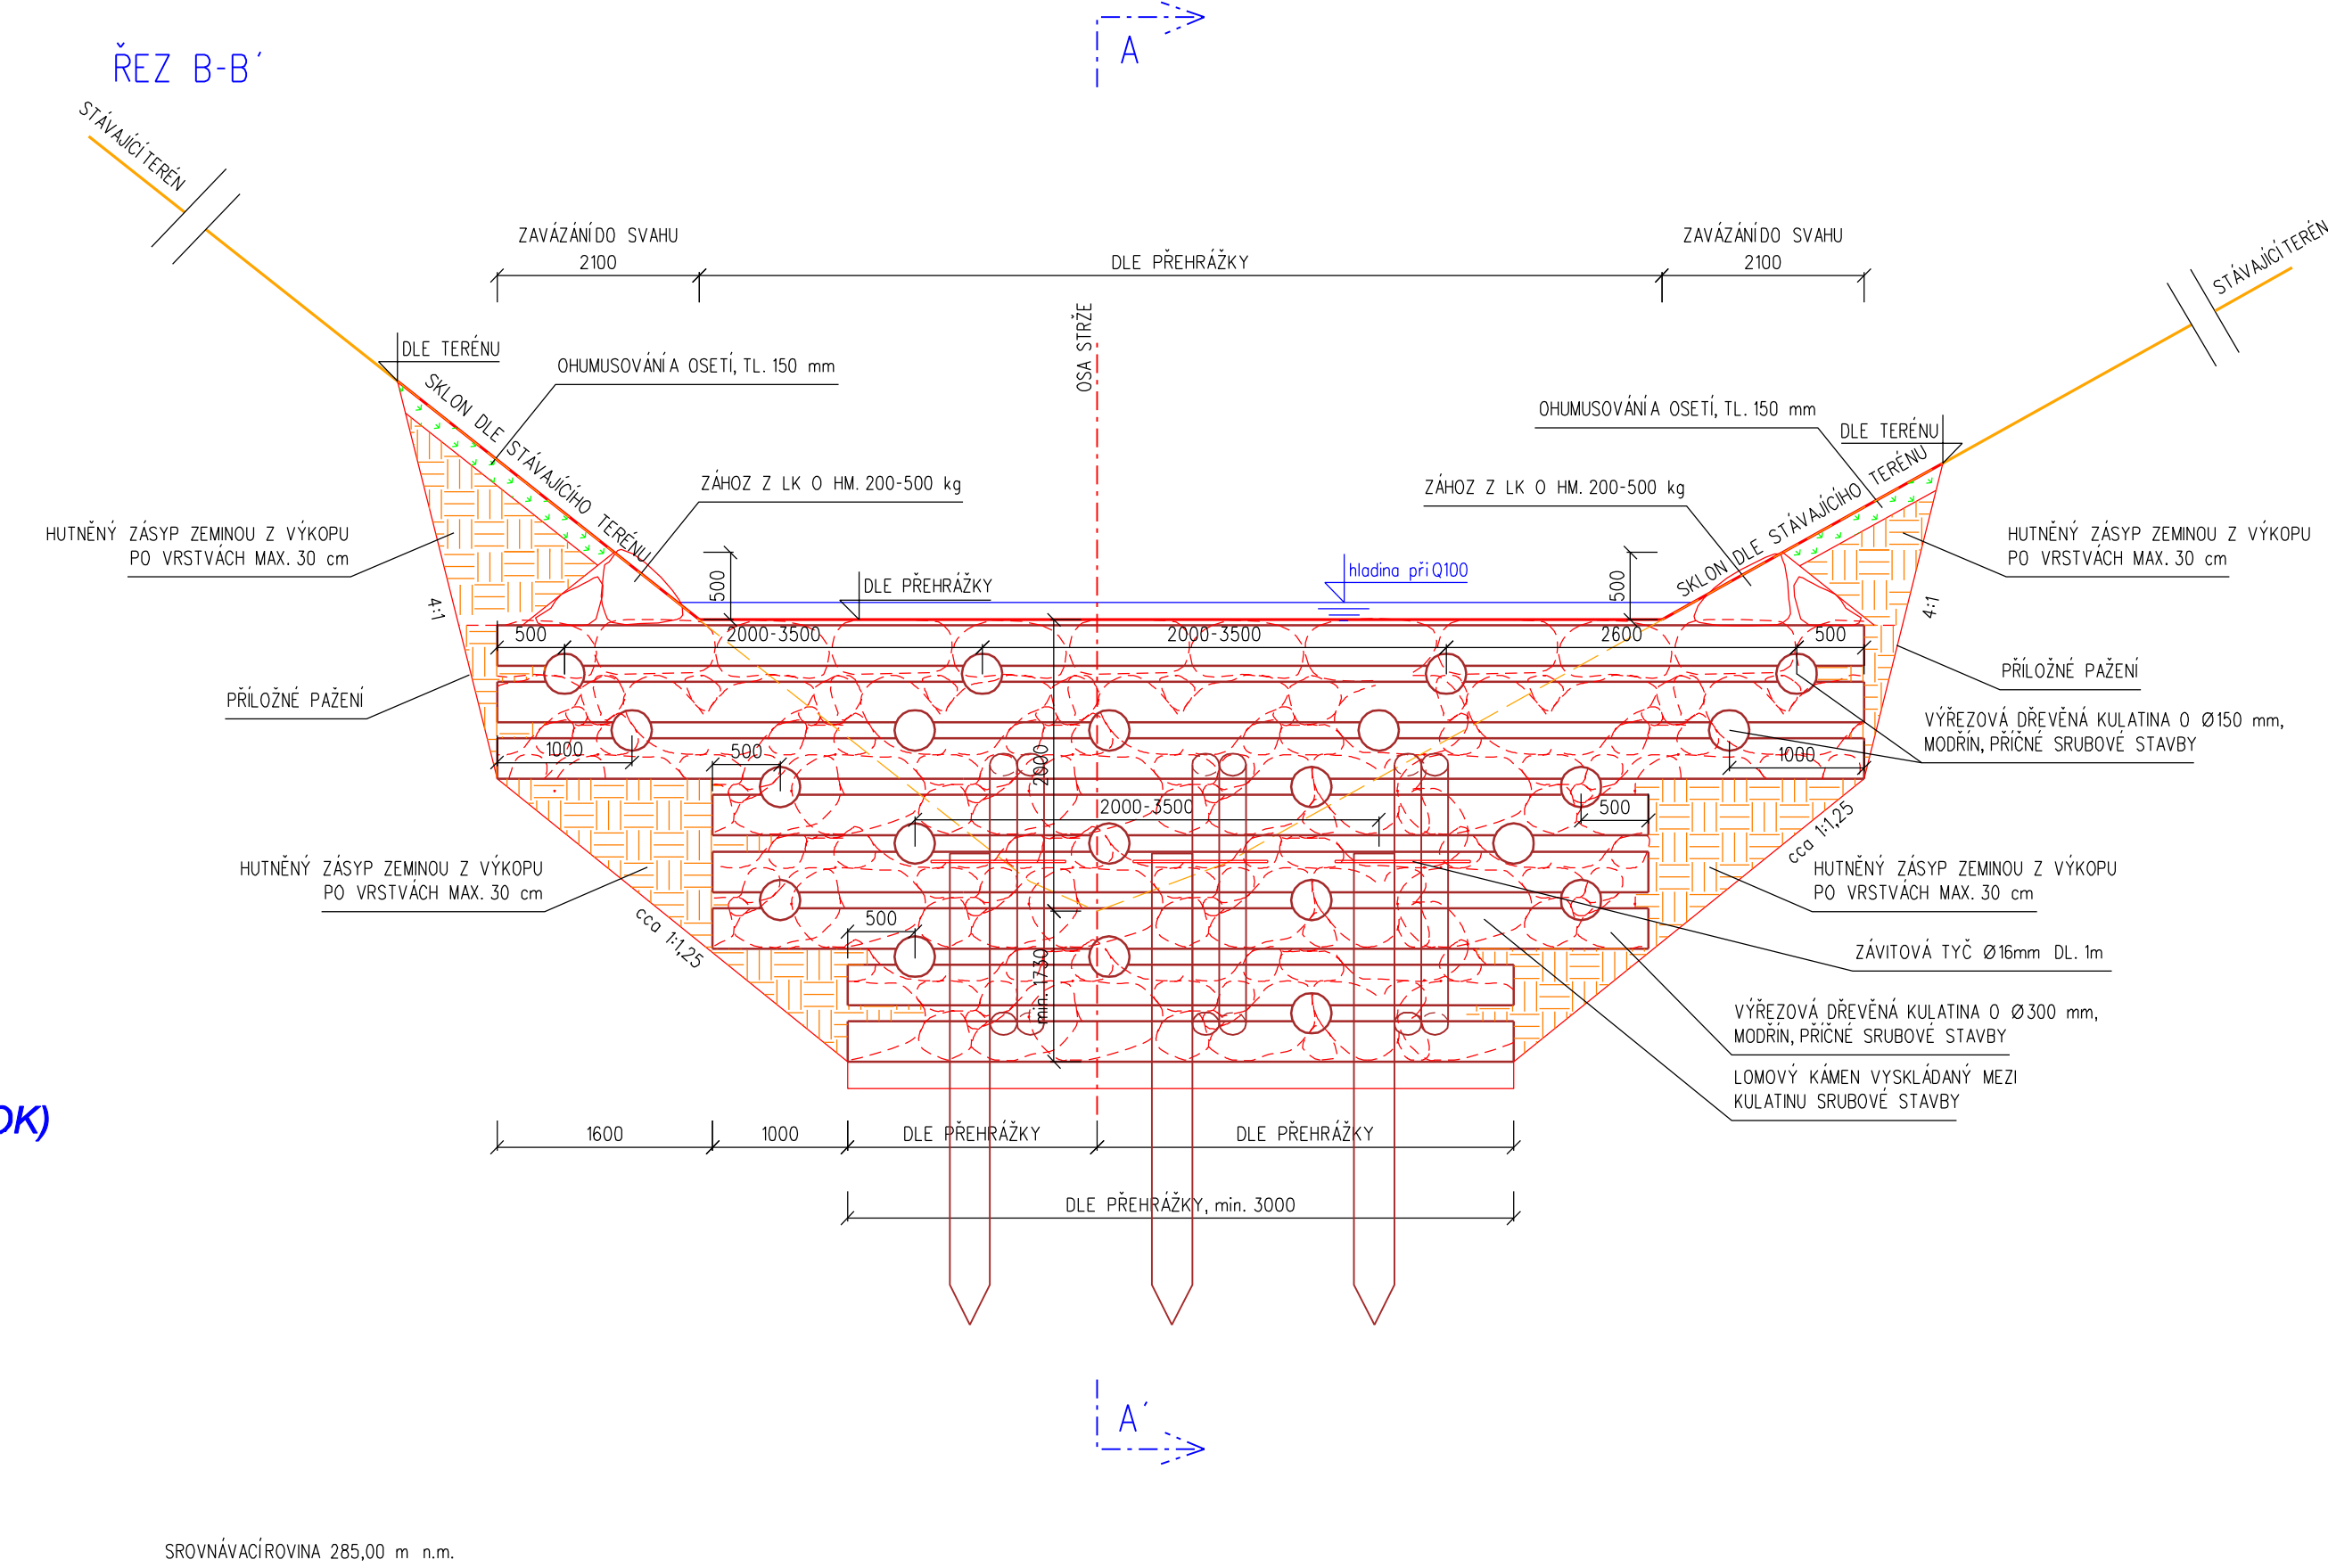 A
ŘEZ B-B´
STÁVAJÍCÍ TERÉN
STÁVAJÍCÍ TERÉN
ZAVÁZÁNÍ DO SVAHU
2100
DLE PŘEHRÁŽKY
ZAVÁZÁNÍ DO SVAHU
2100
OSA STRŽE
DLE TERÉNU
OHUMUSOVÁNÍ A OSETÍ, TL. 150 mm
SKLON DLE STÁVAJÍCÍHO TERÉNU
ZÁHOZ Z LK O HM. 200-500 kg
OHUMUSOVÁNÍ A OSETÍ, TL. 150 mm
DLE TERÉNU
ZÁHOZ Z LK O HM. 200-500 kg
SKLON DLE STÁVAJÍCÍHO TERÉNU
HUTNĚNÝ ZÁSYP ZEMINOU Z VÝKOPU
PO VRSTVÁCH MAX. 30 cm
HUTNĚNÝ ZÁSYP ZEMINOU Z VÝKOPU
PO VRSTVÁCH MAX. 30 cm
4:1
500
DLE PŘEHRÁŽKY
hladina při Q100
500
4:1
500
2000-3500
2000-3500
2600
500
PŘÍLOŽNÉ PAŽENÍ
PŘÍLOŽNÉ PAŽENÍ
VÝŘEZOVÁ DŘEVĚNÁ KULATINA O Ø150 mm,
MODŘÍN, PŘÍČNÉ SRUBOVÉ STAVBY
1000
500
2000
1000
2000-3500
500
cca 1:1,25
HUTNĚNÝ ZÁSYP ZEMINOU Z VÝKOPU
PO VRSTVÁCH MAX. 30 cm
HUTNĚNÝ ZÁSYP ZEMINOU Z VÝKOPU
PO VRSTVÁCH MAX. 30 cm
cca 1:1,25
500
min. 1730
ZÁVITOVÁ TYČ Ø16mm DL. 1m
VÝŘEZOVÁ DŘEVĚNÁ KULATINA O Ø300 mm,
MODŘÍN, PŘÍČNÉ SRUBOVÉ STAVBY
LOMOVÝ KÁMEN VYSKLÁDANÝ MEZI
KULATINU SRUBOVÉ STAVBY
OK)
1600
1000
DLE PŘEHRÁŽKY
DLE PŘEHRÁŽKY
DLE PŘEHRÁŽKY, min. 3000
A´
SROVNÁVACÍ ROVINA 285,00 m n.m.